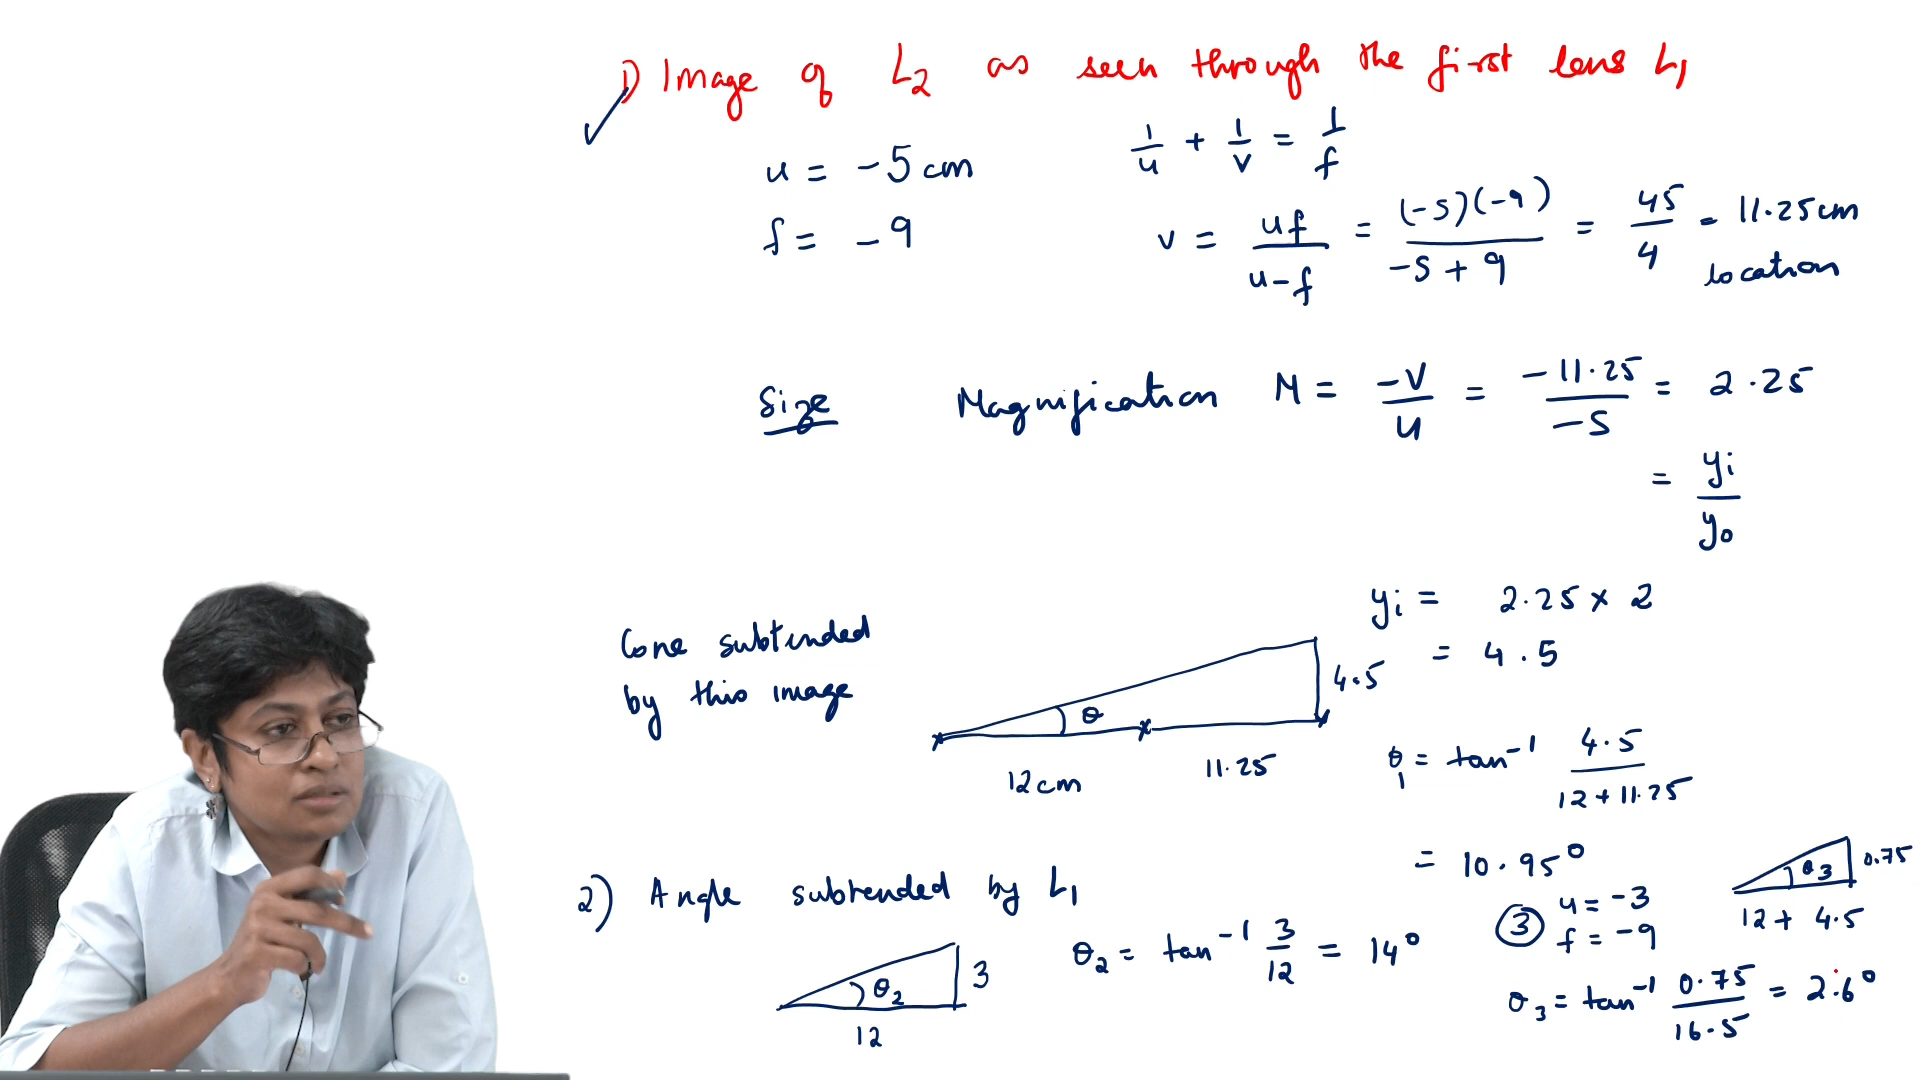 1) Image of L2 as seen through the first lens L1
u = -5 cm
f = -9
1/u + 1/v = 1/f
v = uf/u-f = (-5)(-9)/-5+9 = 45/4 = 11.25cm
location
Size
Magnification M = -v/u = -11.25/-5 = 2.25
= yi/yo
yi = 2.25 x 2
= 4.5
Cone subtended
by this image
θ
4.5
12cm
11.25
θ1 = tan-1 4.5/12+11.25
= 10.95°
2) Angle subtended by L1
θ2
3
12
θ2 = tan-1 3/12 = 14°
3 u = -3
f = -9
θ3
0.75
12 + 4.5
θ3 = tan-1 0.75/16.5 = 2.6°